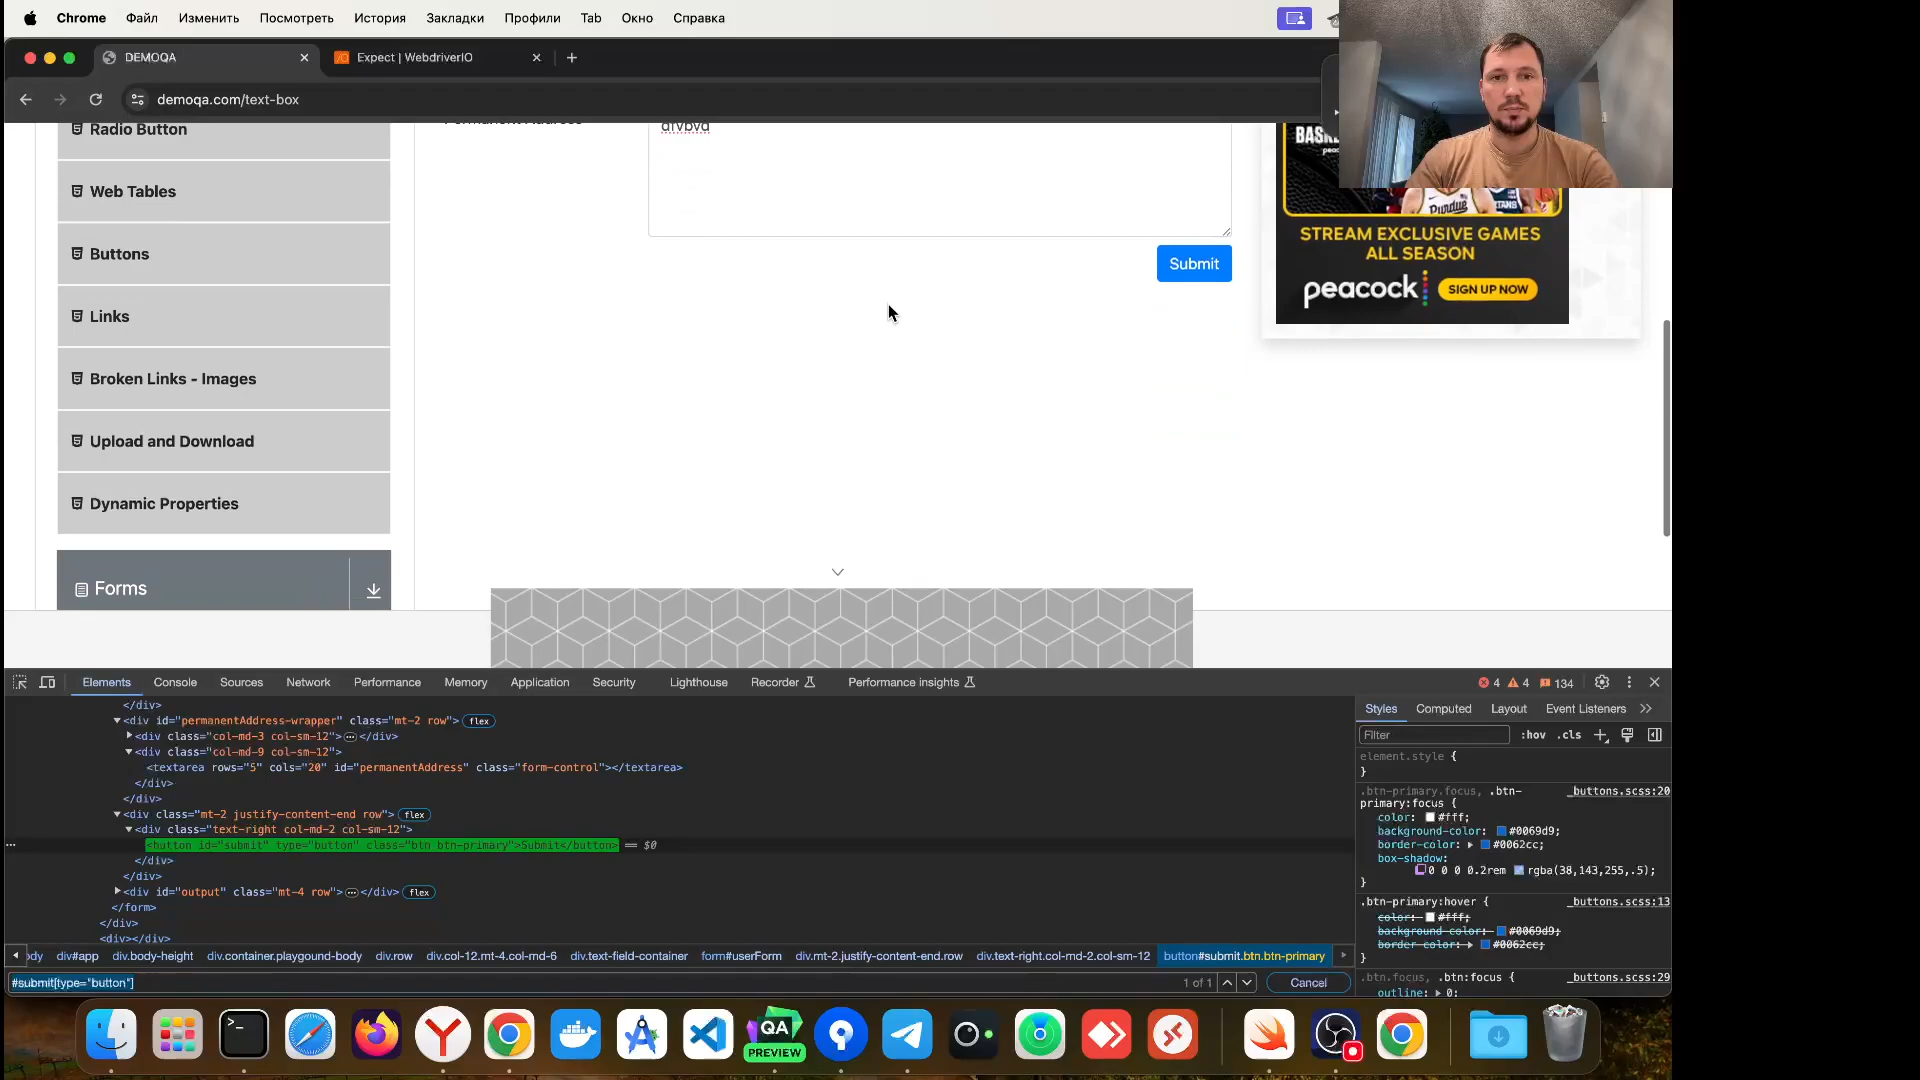 Chrome Файл Изменить Посмотреть История Закладки Профили Tab Окно Справка
DEMOQA
Expect | WebdriverIO
demoqa.com/text-box
Radio Button
Web Tables
Buttons
Links
Broken Links - Images
Upload and Download
Dynamic Properties
Forms
Submit
Purdue
STREAM EXCLUSIVE GAMES
ALL SEASON
peacock
SIGN UP NOW
Elements Console Sources Network Performance Memory Application Security Lighthouse Recorder Performance insights 4 4 134
</div>
<div id="permanentAddress-wrapper" class="mt-2 row"> flex
<div class="col-md-3 col-sm-12"> </div>
<div class="col-md-9 col-sm-12">
<textarea rows="5" cols="20" id="permanentAddress" class="form-control"></textarea>
</div>
</div>
<div class="mt-2 justify-content-end row"> flex
<div class="text-right col-md-2 col-sm-12">
<button id="submit" type="button" class="btn btn-primary">Submit</button> == $0
</div>
</div>
<div id="output" class="mt-4 row"> </div> flex
</form>
</div>
<div></div>
dy div#app div.body-height div.container.playgound-body div.row div.col-12.mt-4.col-md-6 div.text-field-container form#userForm div.mt-2.justify-content-end.row div.text-right.col-md-2.col-sm-12 button#submit.btn.btn-primary
#submit[type="button"]
1 of 1
Cancel
Styles Computed Layout Event Listeners
Filter :hov .cls
element.style {
}
.btn-primary.focus, .btn- _buttons.scss:20
primary:focus {
color: #fff;
background-color: #0069d9;
border-color: #0062cc;
box-shadow:
0 0 0 0.2rem rgba(38,143,255,.5);
}
.btn-primary:hover { _buttons.scss:13
color: #fff;
background-color: #0069d9;
border-color: #0062cc;
}
.btn.focus, .btn:focus { _buttons.scss:29
outline: 0;
QA
PREVIEW